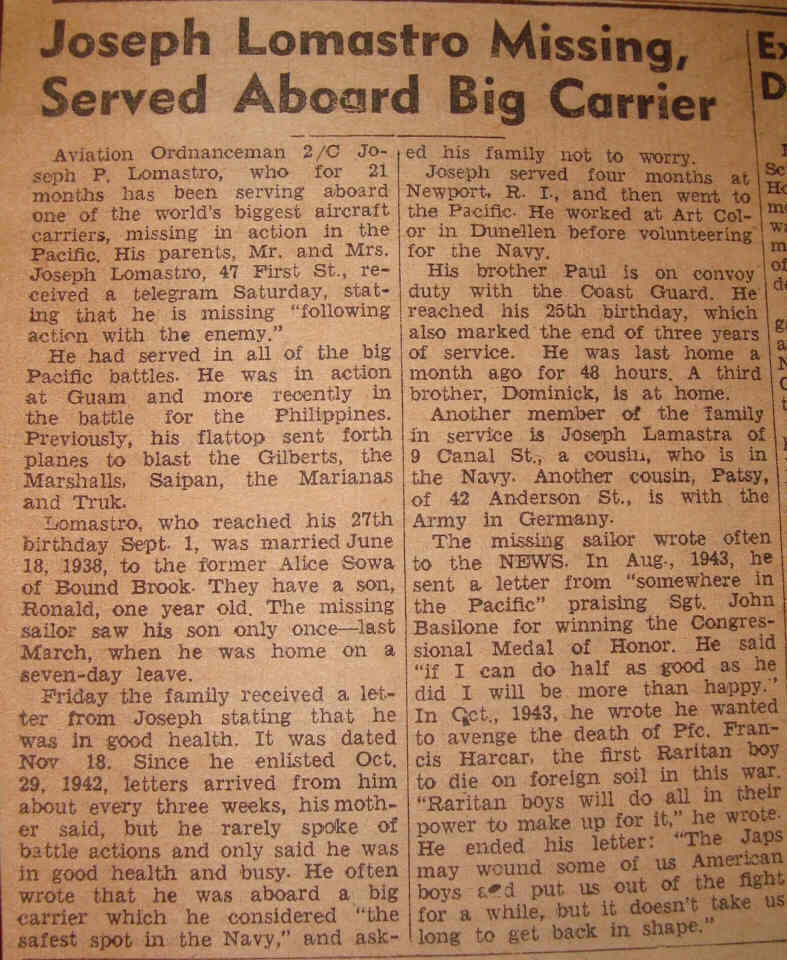 Joseph Lomastro Missing,
Served Aboard Big Carrier
Aviation Ordnanceman 2/C Jo-
seph P. Lomastro, who for 21
months has been serving aboard
one of the world's biggest aircraft
carriers, missing in action in the
Pacific. His parents, Mr. and Mrs.
Joseph Lomastro, 47 First St., re-
ceived a telegram Saturday, stat-
ing that he is missing "following
action with the enemy."
He had served in all of the big
Pacific battles. He was in action
at Guam and more recently in
the battle for the Philippines.
Previously, his flattop sent forth
planes to blast the Gilberts, the
Marshalls, Saipan, the Marianas
and Truk.
Lomastro, who reached his 27th
birthday Sept. 1, was married June
18, 1938, to the former Alice Sowa
of Bound Brook. They have a son,
Ronald, one year old. The missing
sailor saw his son only once—last
March, when he was home on a
seven-day leave.
Friday the family received a let-
ter from Joseph stating that he
was in good health. It was dated
Nov 18. Since he enlisted Oct.
29, 1942, letters arrived from him
about every three weeks, his moth-
er said, but he rarely spoke of
battle actions and only said he was
in good health and busy. He often
wrote that he was aboard a big
carrier which he considered "the
safest spot in the Navy," and ask-
ed his family not to worry.
Joseph served four months at
Newport, R. I., and then went to
the Pacific. He worked at Art Col-
or in Dunellen before volunteering
for the Navy.
His brother Paul is on convoy
duty with the Coast Guard. He
reached his 25th birthday, which
also marked the end of three years
of service. He was last home a
month ago for 48 hours. A third
brother, Dominick, is at home.
Another member of the family
in service is Joseph Lamastra of
9 Canal St., a cousin, who is in
the Navy. Another cousin, Patsy,
of 42 Anderson St., is with the
Army in Germany.
The missing sailor wrote often
to the NEWS. In Aug., 1943, he
sent a letter from "somewhere in
the Pacific" praising Sgt. John
Basilone for winning the Congres-
sional Medal of Honor. He said
"if I can do half as good as he
did I will be more than happy."
In Oct., 1943, he wrote he wanted
to avenge the death of Pfc. Fran-
cis Harcar, the first Raritan boy
to die on foreign soil in this war.
"Raritan boys will do all in their
power to make up for it," he wrote.
He ended his letter: "The Japs
may wound some of us American
boys and put us out of the fight
for a while, but it doesn't take us
long to get back in shape."